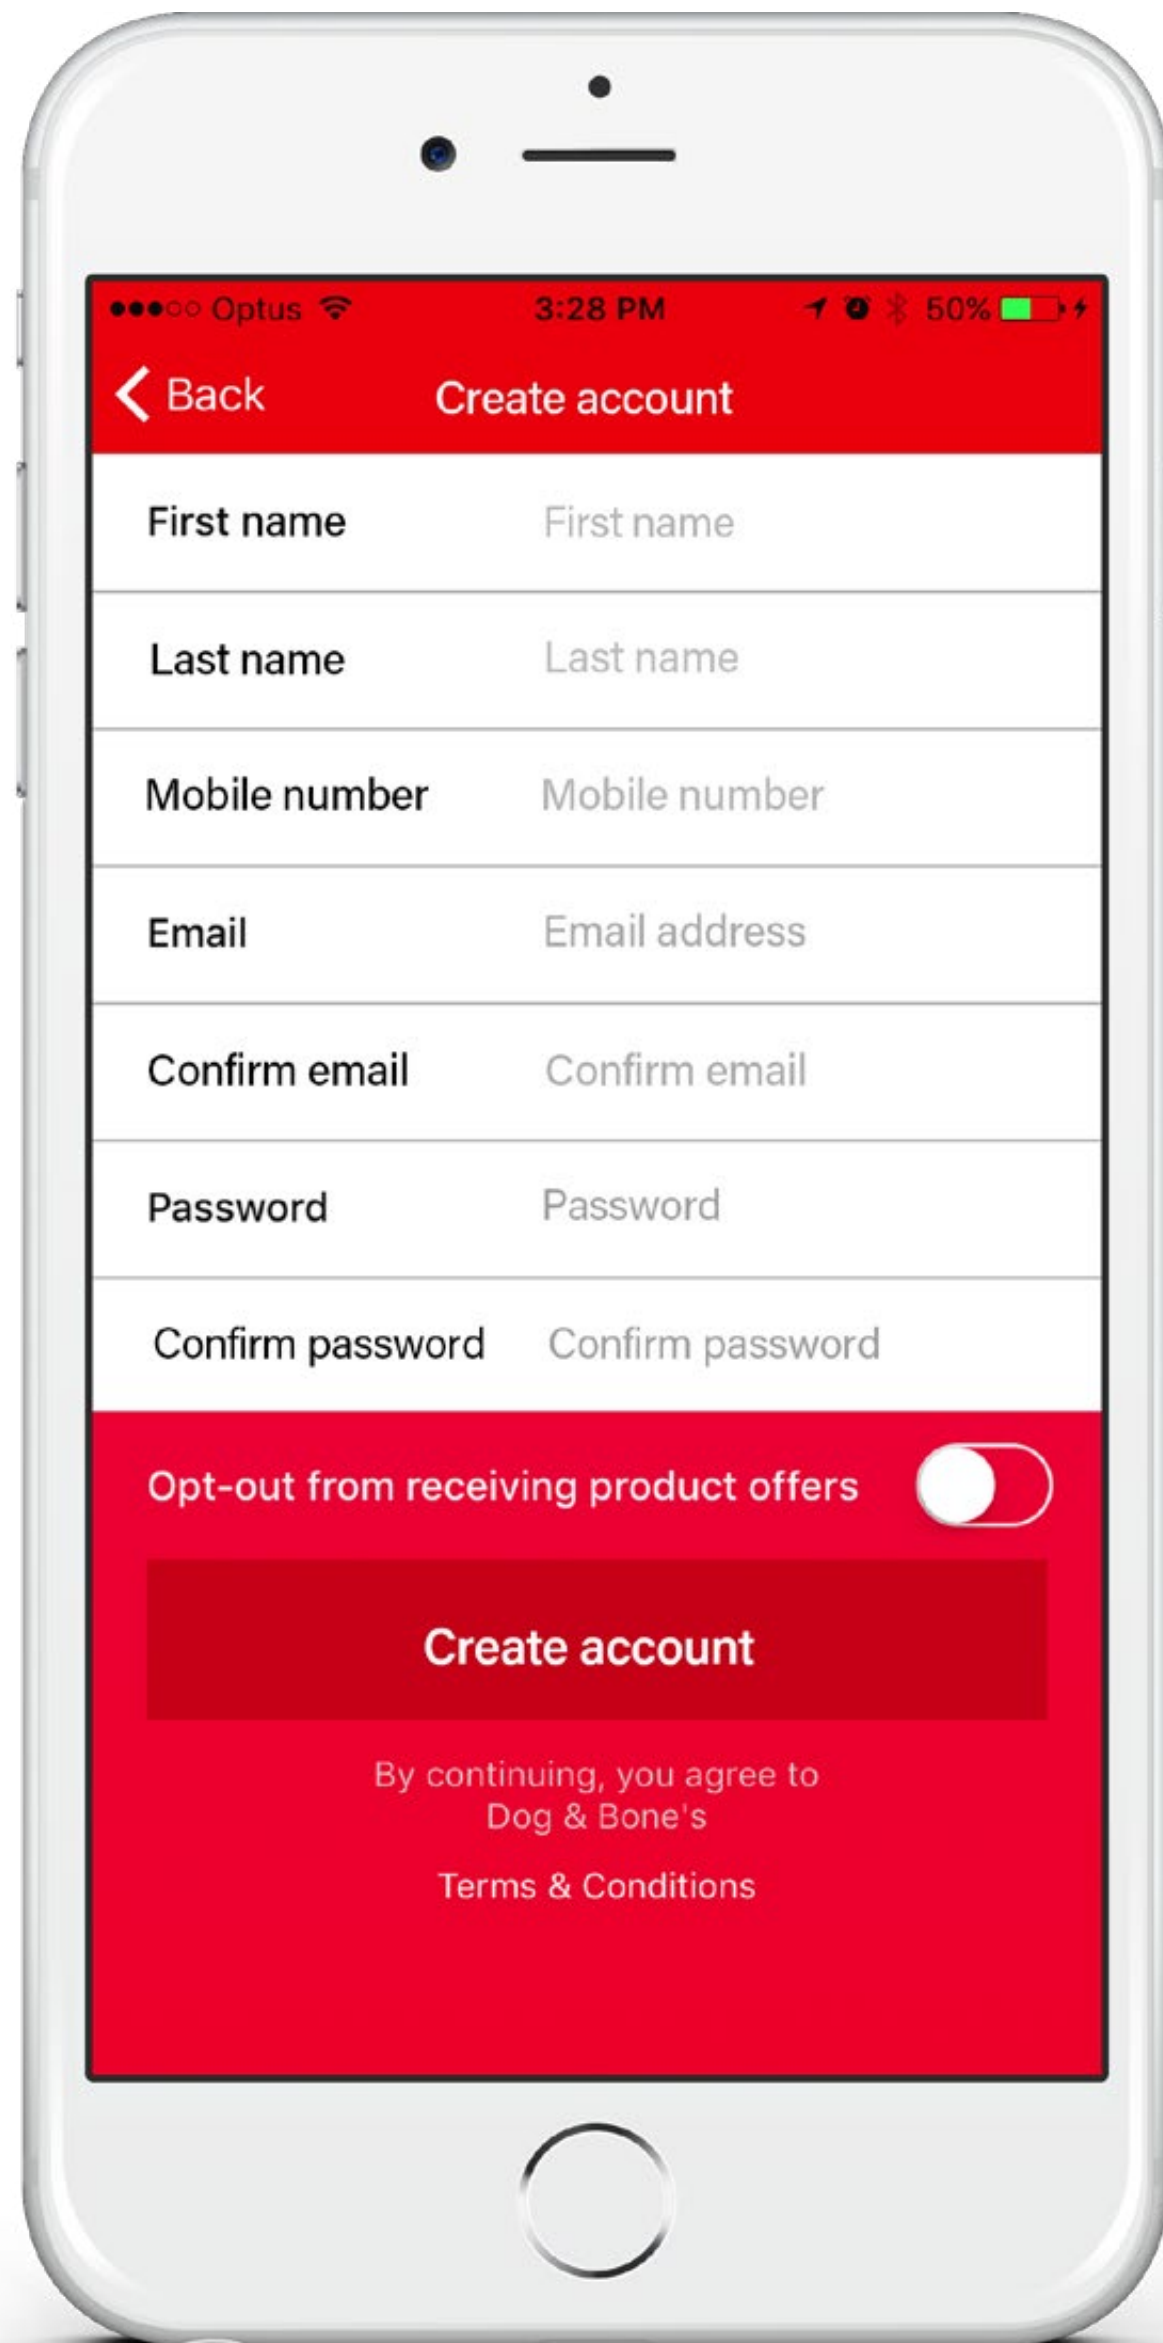 Optus 3:28 PM 50%
Back Create account
First name First name
Last name Last name
Mobile number Mobile number
Email Email address
Confirm email Confirm email
Password Password
Confirm password Confirm password
Opt-out from receiving product offers
Create account
By continuing, you agree to
Dog & Bone's
Terms & Conditions